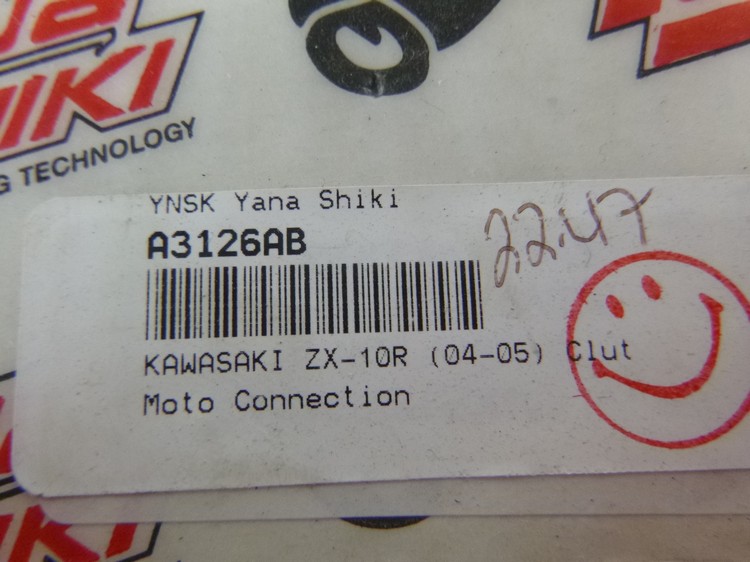 YNSK Yana Shiki
A3126AB
22.47
KAWASAKI ZX-10R (04-05) Clut
Moto Connection
G TECHNOLOGY